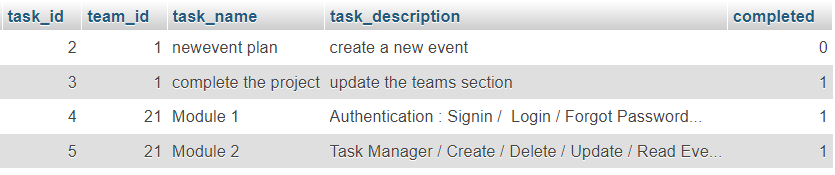 task_id team_id task_name task_description completed
2 1 newevent plan create a new event 0
3 1 complete the project update the teams section 1
4 21 Module 1 Authentication : Signin / Login / Forgot Password... 1
5 21 Module 2 Task Manager / Create / Delete / Update / Read Eve... 1